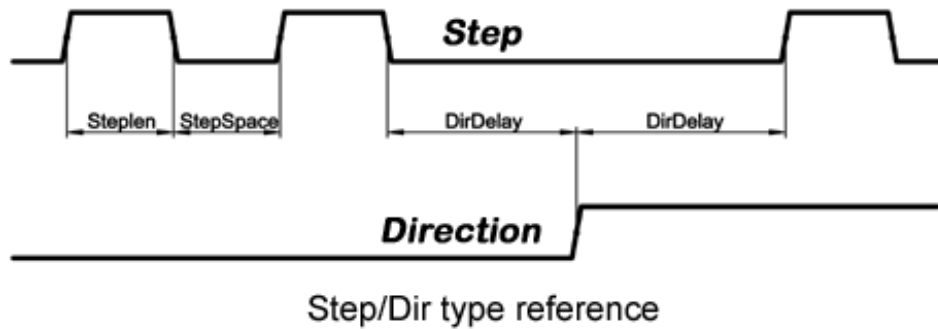 Step
Steplen StepSpace DirDelay DirDelay
Direction
Step/Dir type reference